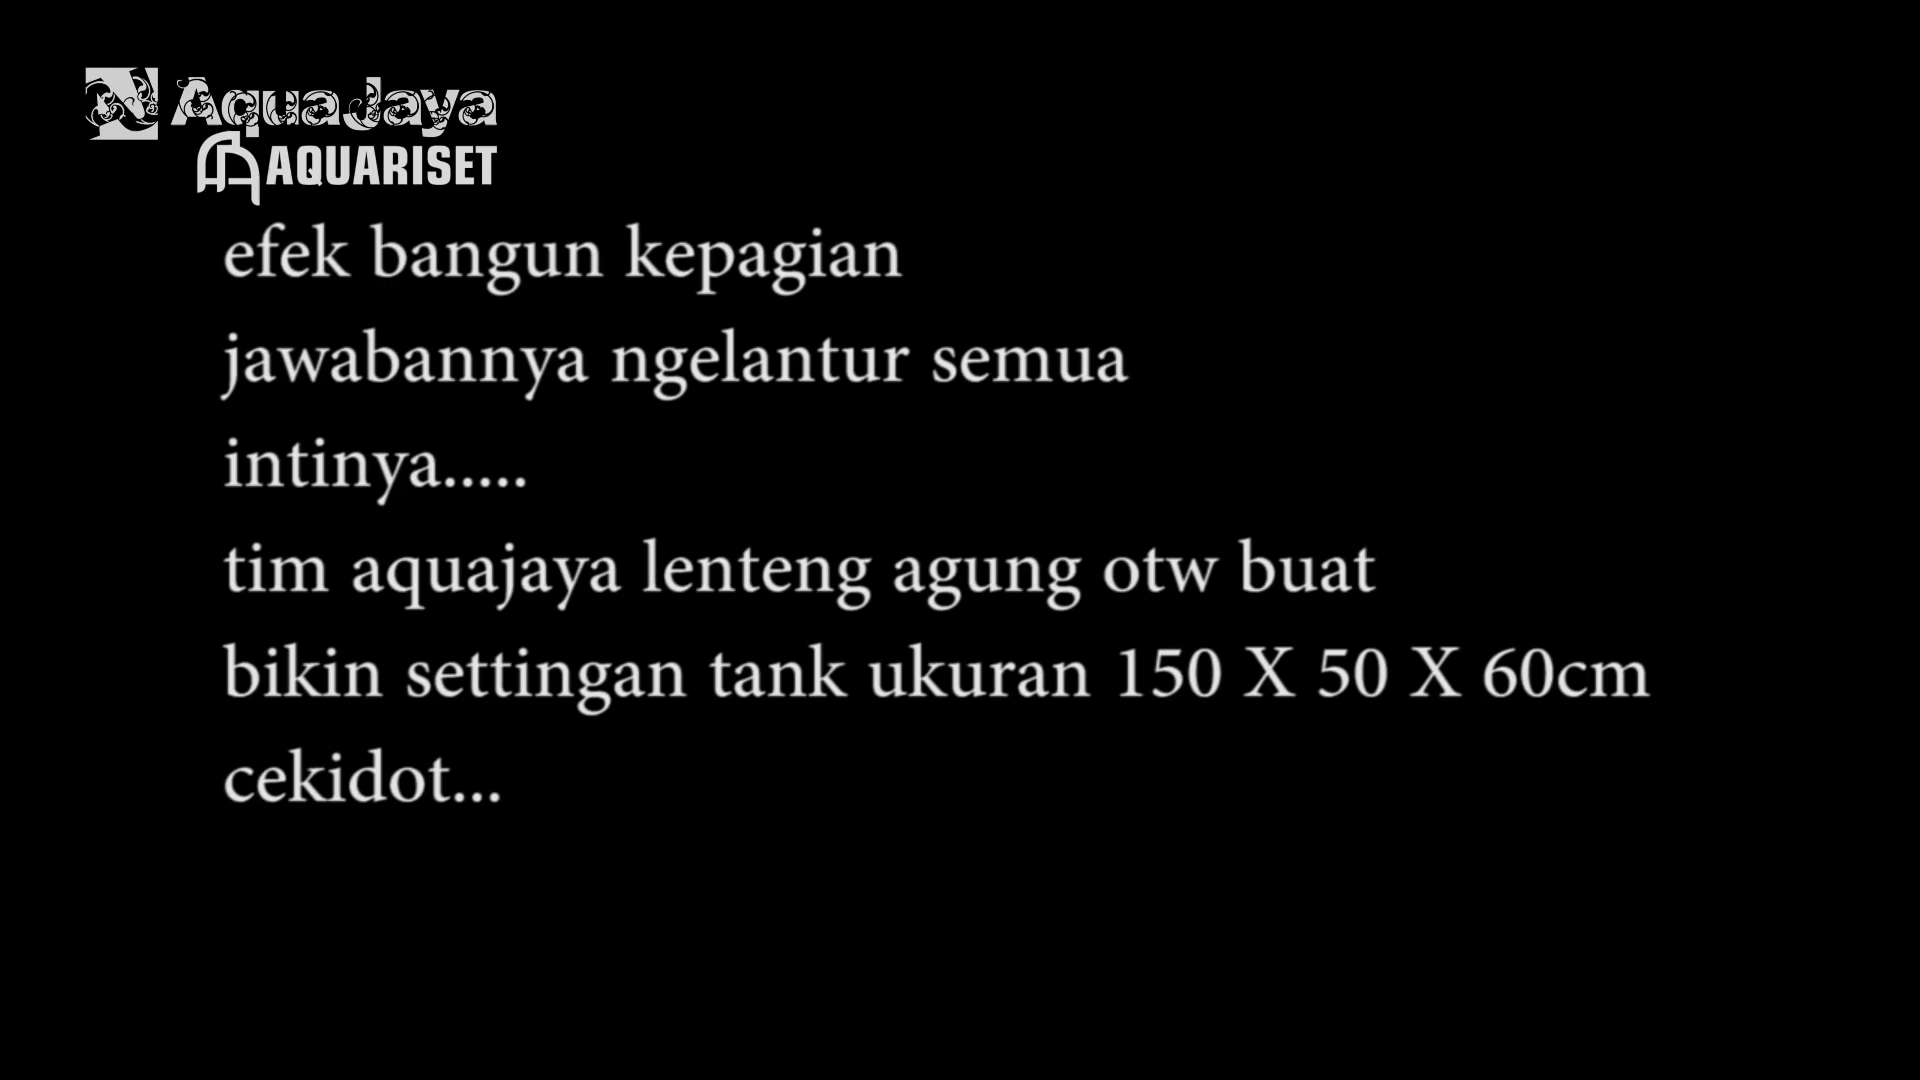 N AquaJaya
AQUARISET
efek bangun kepagian
jawabannya ngelantur semua
intinya.....
tim aquajaya lenteng agung otw buat
bikin settingan tank ukuran 150 X 50 X 60cm
cekidot...